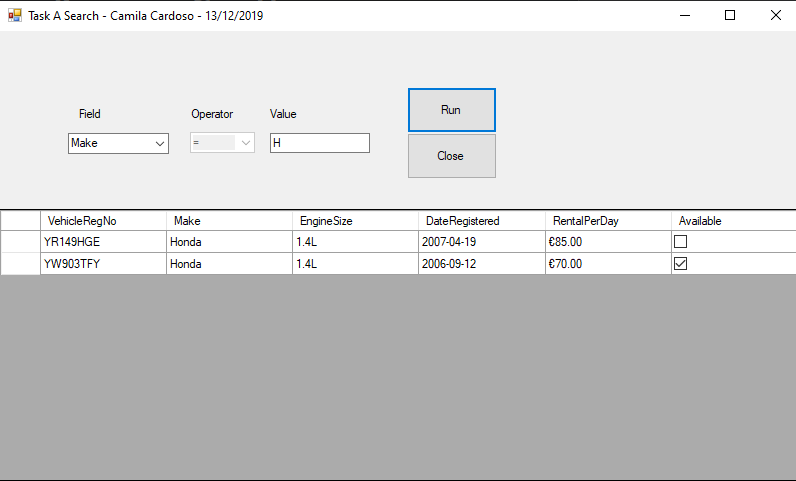 Task A Search - Camila Cardoso - 13/12/2019
Field Operator Value
Run
Make = H
Close
VehicleRegNo Make EngineSize DateRegistered RentalPerDay Available
YR149HGE Honda 1.4L 2007-04-19 €85.00
YW903TFY Honda 1.4L 2006-09-12 €70.00